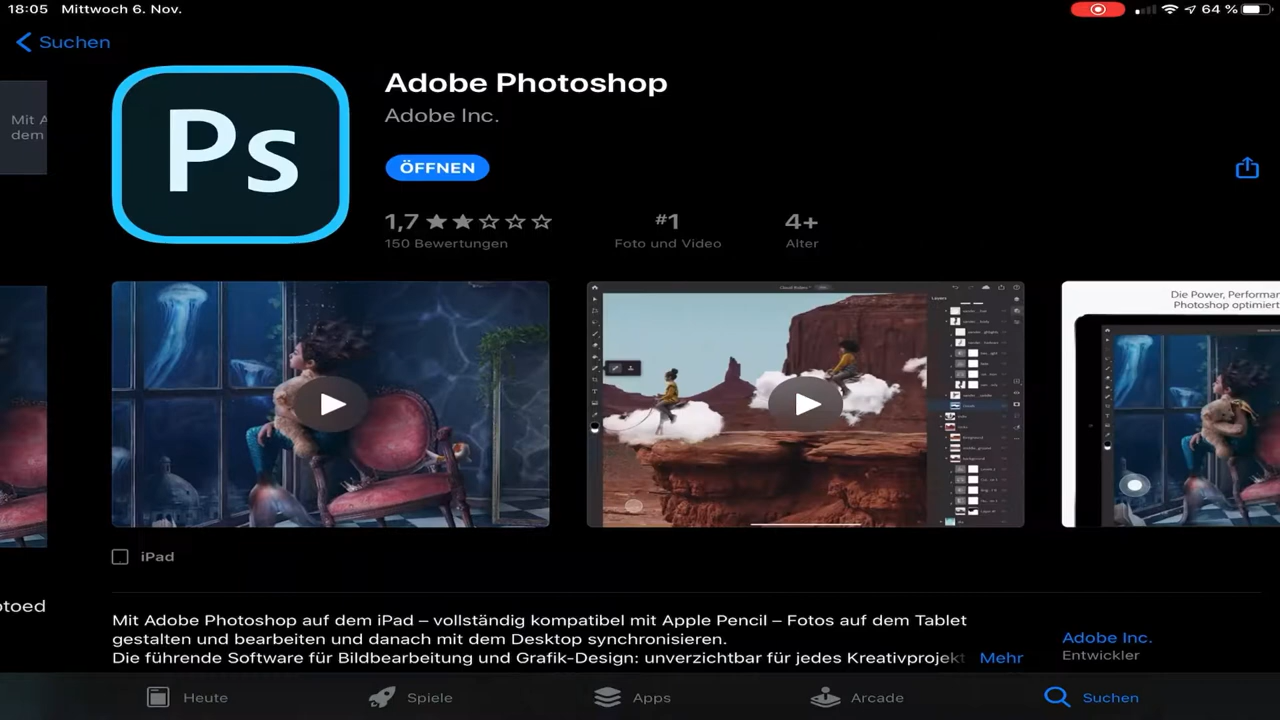 18:05 Mittwoch 6. Nov.
64 %
Suchen
Mit A
dem
Ps
Adobe Photoshop
Adobe Inc.
ÖFFNEN
1,7
150 Bewertungen
#1
Foto und Video
4+
Alter
Layers
Die Power, Performan
Photoshop optimiert
iPad
otoed
Mit Adobe Photoshop auf dem iPad – vollständig kompatibel mit Apple Pencil – Fotos auf dem Tablet
gestalten und bearbeiten und danach mit dem Desktop synchronisieren.
Die führende Software für Bildbearbeitung und Grafik-Design: unverzichtbar für jedes Kreativprojekt Mehr
Adobe Inc.
Entwickler
Heute
Spiele
Apps
Arcade
Suchen